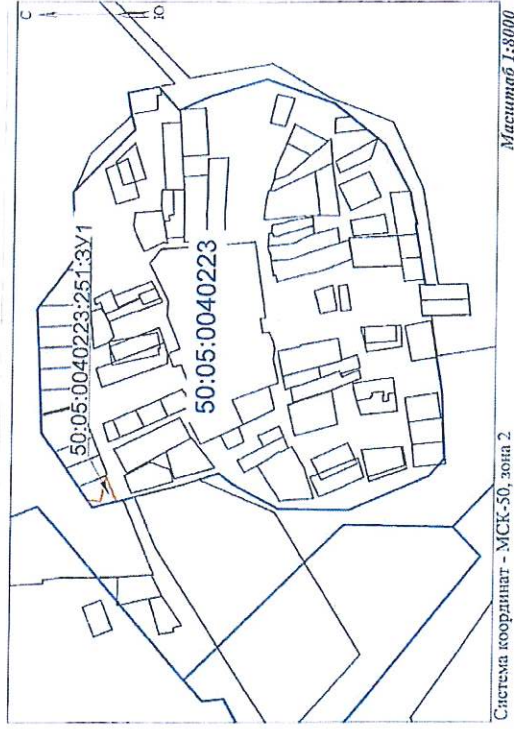 С
Ю
50:05:0040223:251:ЗУ1
50:05:0040223
Система координат - МСК-50, зона 2
Масштаб 1:8000